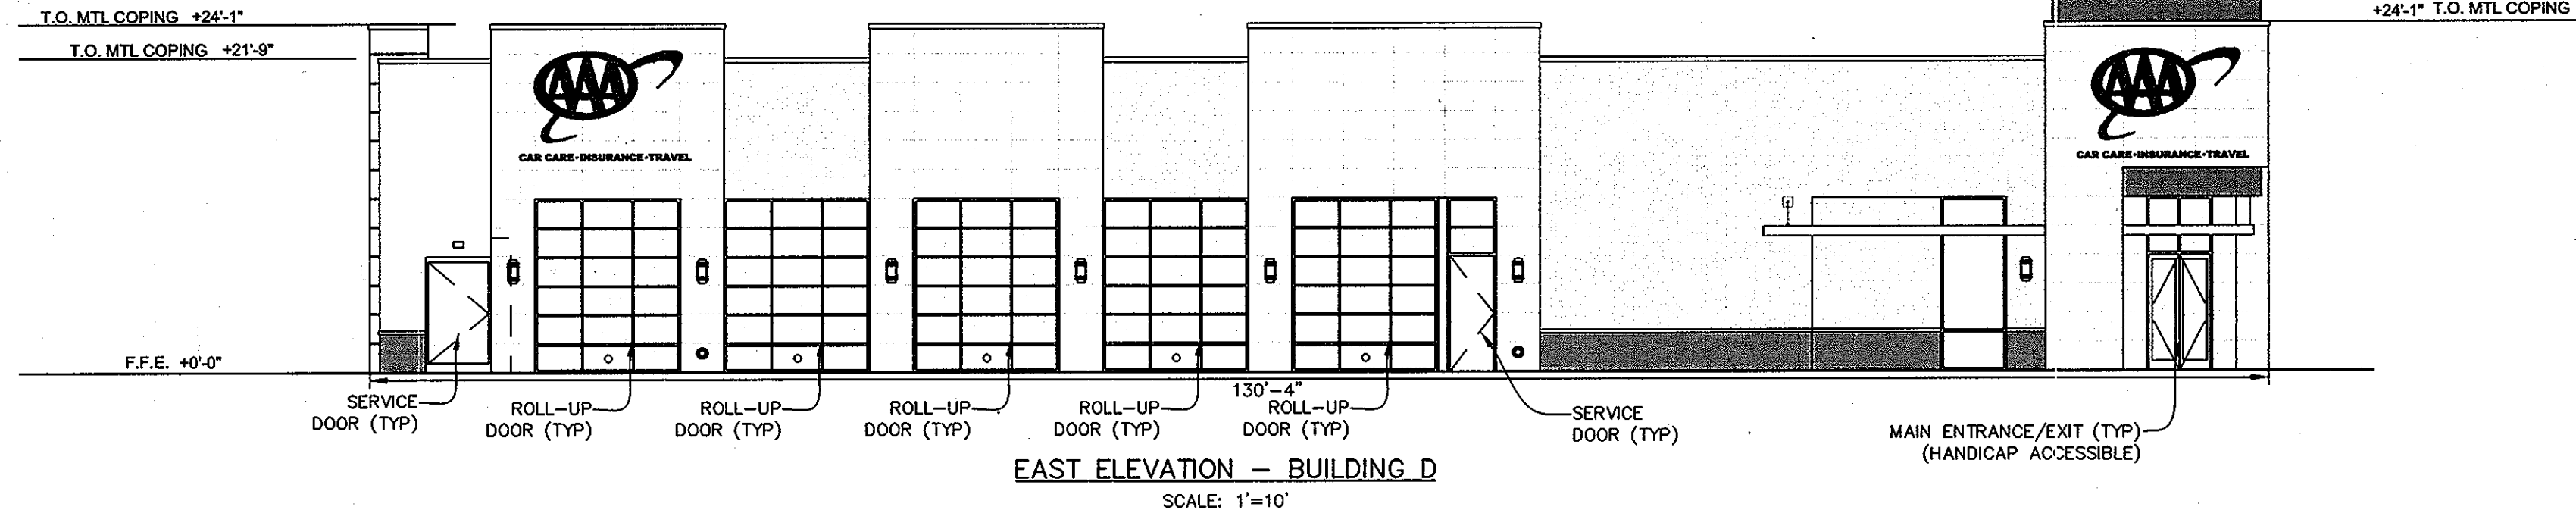 T.O. MTL COPING +24'-1"
+24'-1" T.O. MTL COPING
T.O. MTL COPING +21'-9"
AAA
CAR CARE•INSURANCE•TRAVEL
AAA
CAR CARE•INSURANCE•TRAVEL
F.F.E. +0'-0"
130'-4"
SERVICE
DOOR (TYP)
ROLL-UP
DOOR (TYP)
ROLL-UP
DOOR (TYP)
ROLL-UP
DOOR (TYP)
ROLL-UP
DOOR (TYP)
ROLL-UP
DOOR (TYP)
SERVICE
DOOR (TYP)
MAIN ENTRANCE/EXIT (TYP)
(HANDICAP ACCESSIBLE)
EAST ELEVATION - BUILDING D
SCALE: 1'=10'